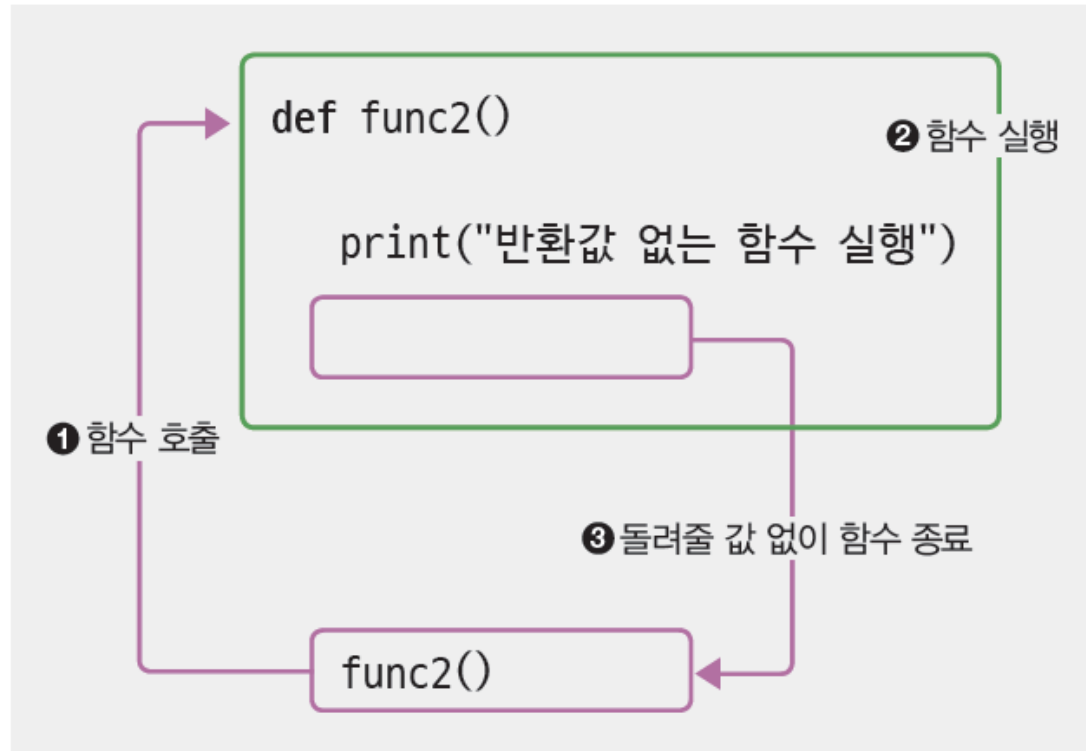 def func2()
❷ 함수 실행
print("반환값 없는 함수 실행")
❶ 함수 호출
❸ 돌려줄 값 없이 함수 종료
func2()